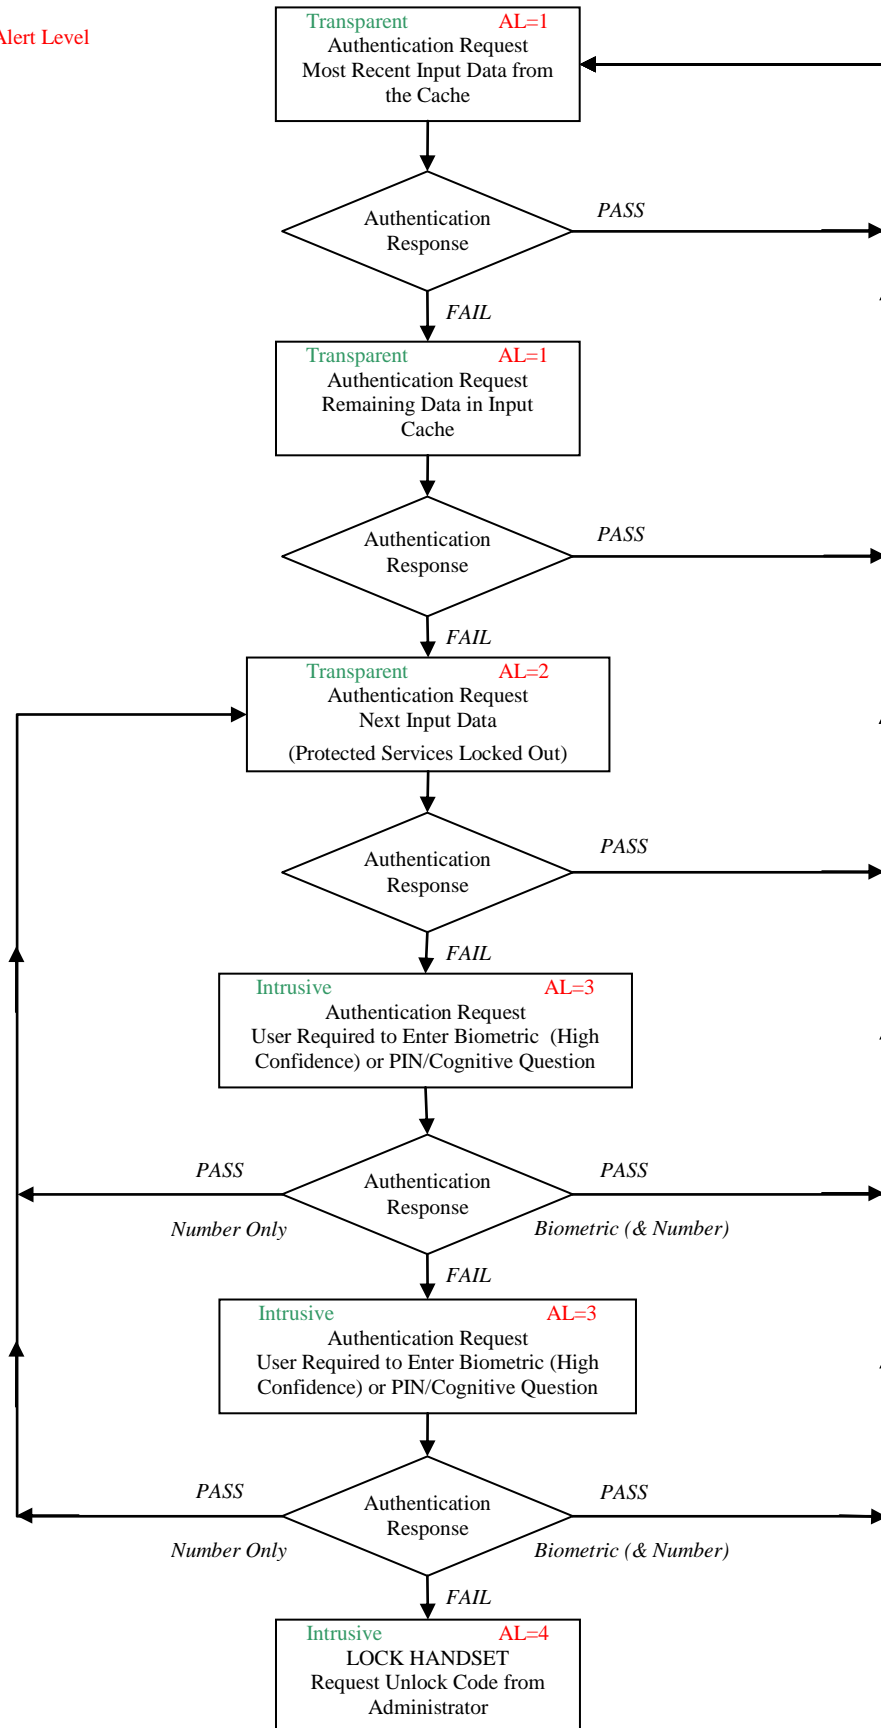 Transparent AL=1
Alert Level
Authentication Request
Most Recent Input Data from
the Cache
Authentication
Response
PASS
FAIL
Transparent AL=1
Authentication Request
Remaining Data in Input
Cache
Authentication
Response
PASS
FAIL
Transparent AL=2
Authentication Request
Next Input Data
(Protected Services Locked Out)
Authentication
Response
PASS
FAIL
Intrusive AL=3
Authentication Request
User Required to Enter Biometric (High
Confidence) or PIN/Cognitive Question
PASS
Authentication
Response
PASS
Number Only
Biometric (& Number)
FAIL
Intrusive AL=3
Authentication Request
User Required to Enter Biometric (High
Confidence) or PIN/Cognitive Question
PASS
Authentication
Response
PASS
Number Only
Biometric (& Number)
FAIL
Intrusive AL=4
LOCK HANDSET
Request Unlock Code from
Administrator